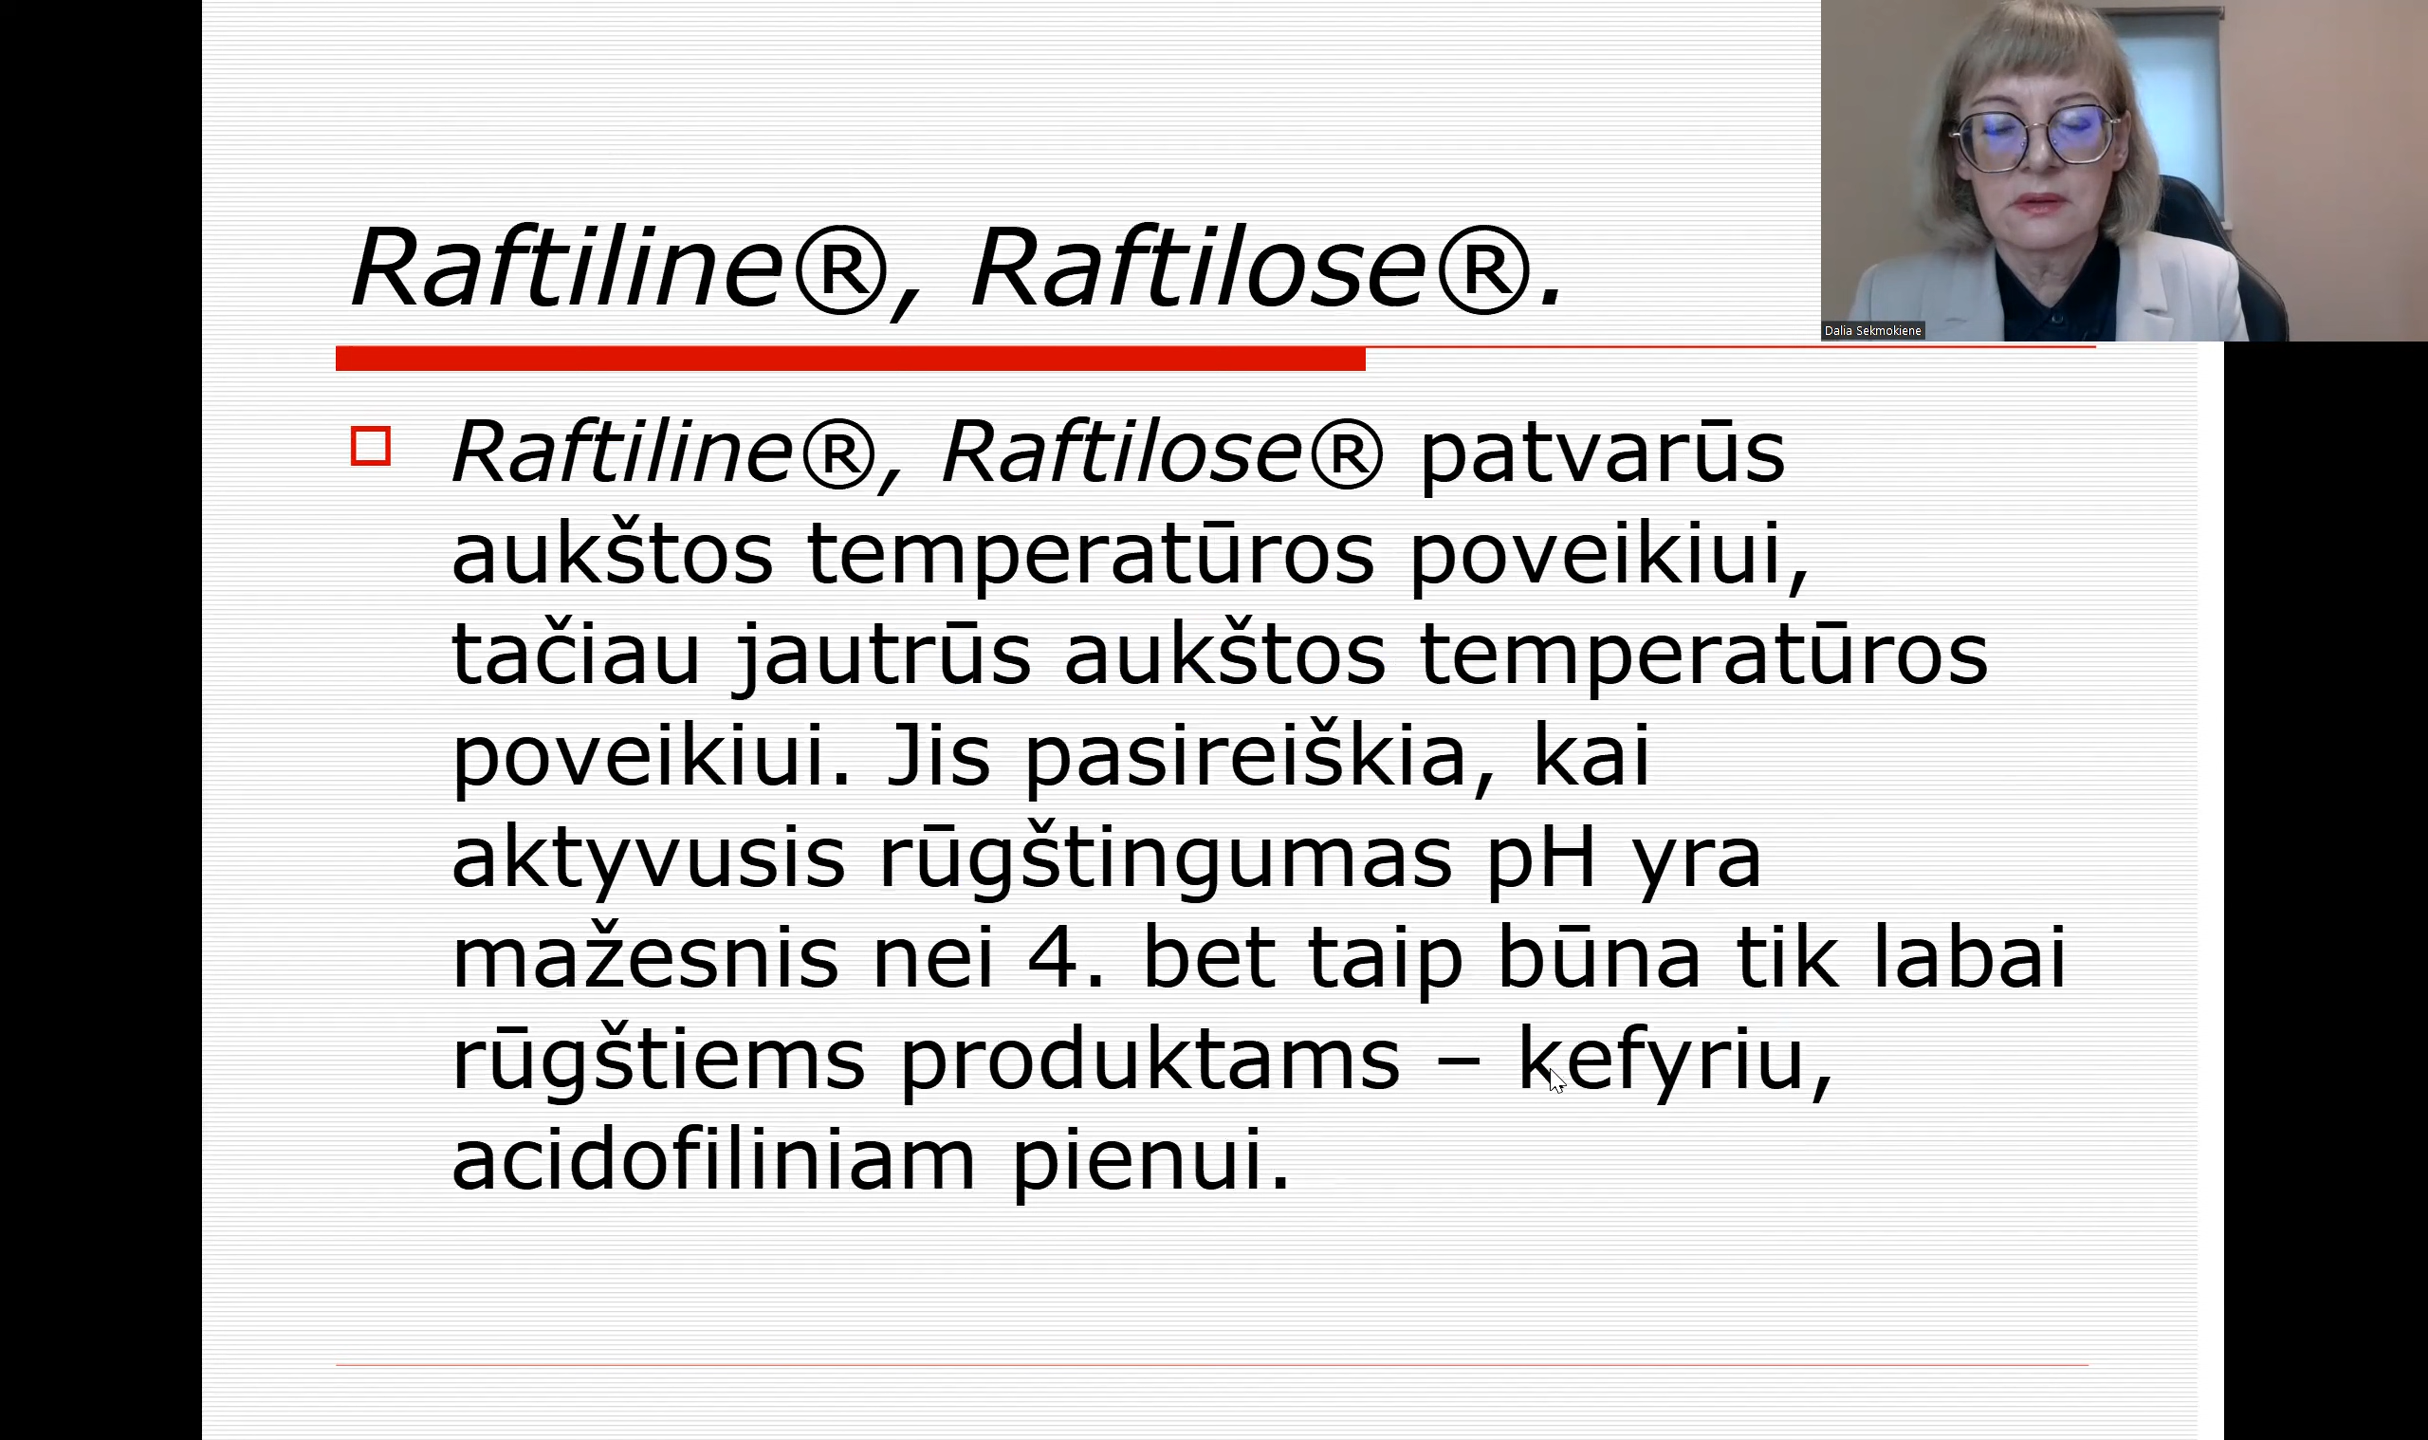 Raftiline®, Raftilose®.
Dalia Sekmokiene
Raftiline®, Raftilose® patvarūs
aukštos temperatūros poveikiui,
tačiau jautrūs aukštos temperatūros
poveikiui. Jis pasireiškia, kai
aktyvusis rūgštingumas pH yra
mažesnis nei 4. bet taip būna tik labai
rūgštiems produktams – kefyriu,
acidofiliniam pienui.